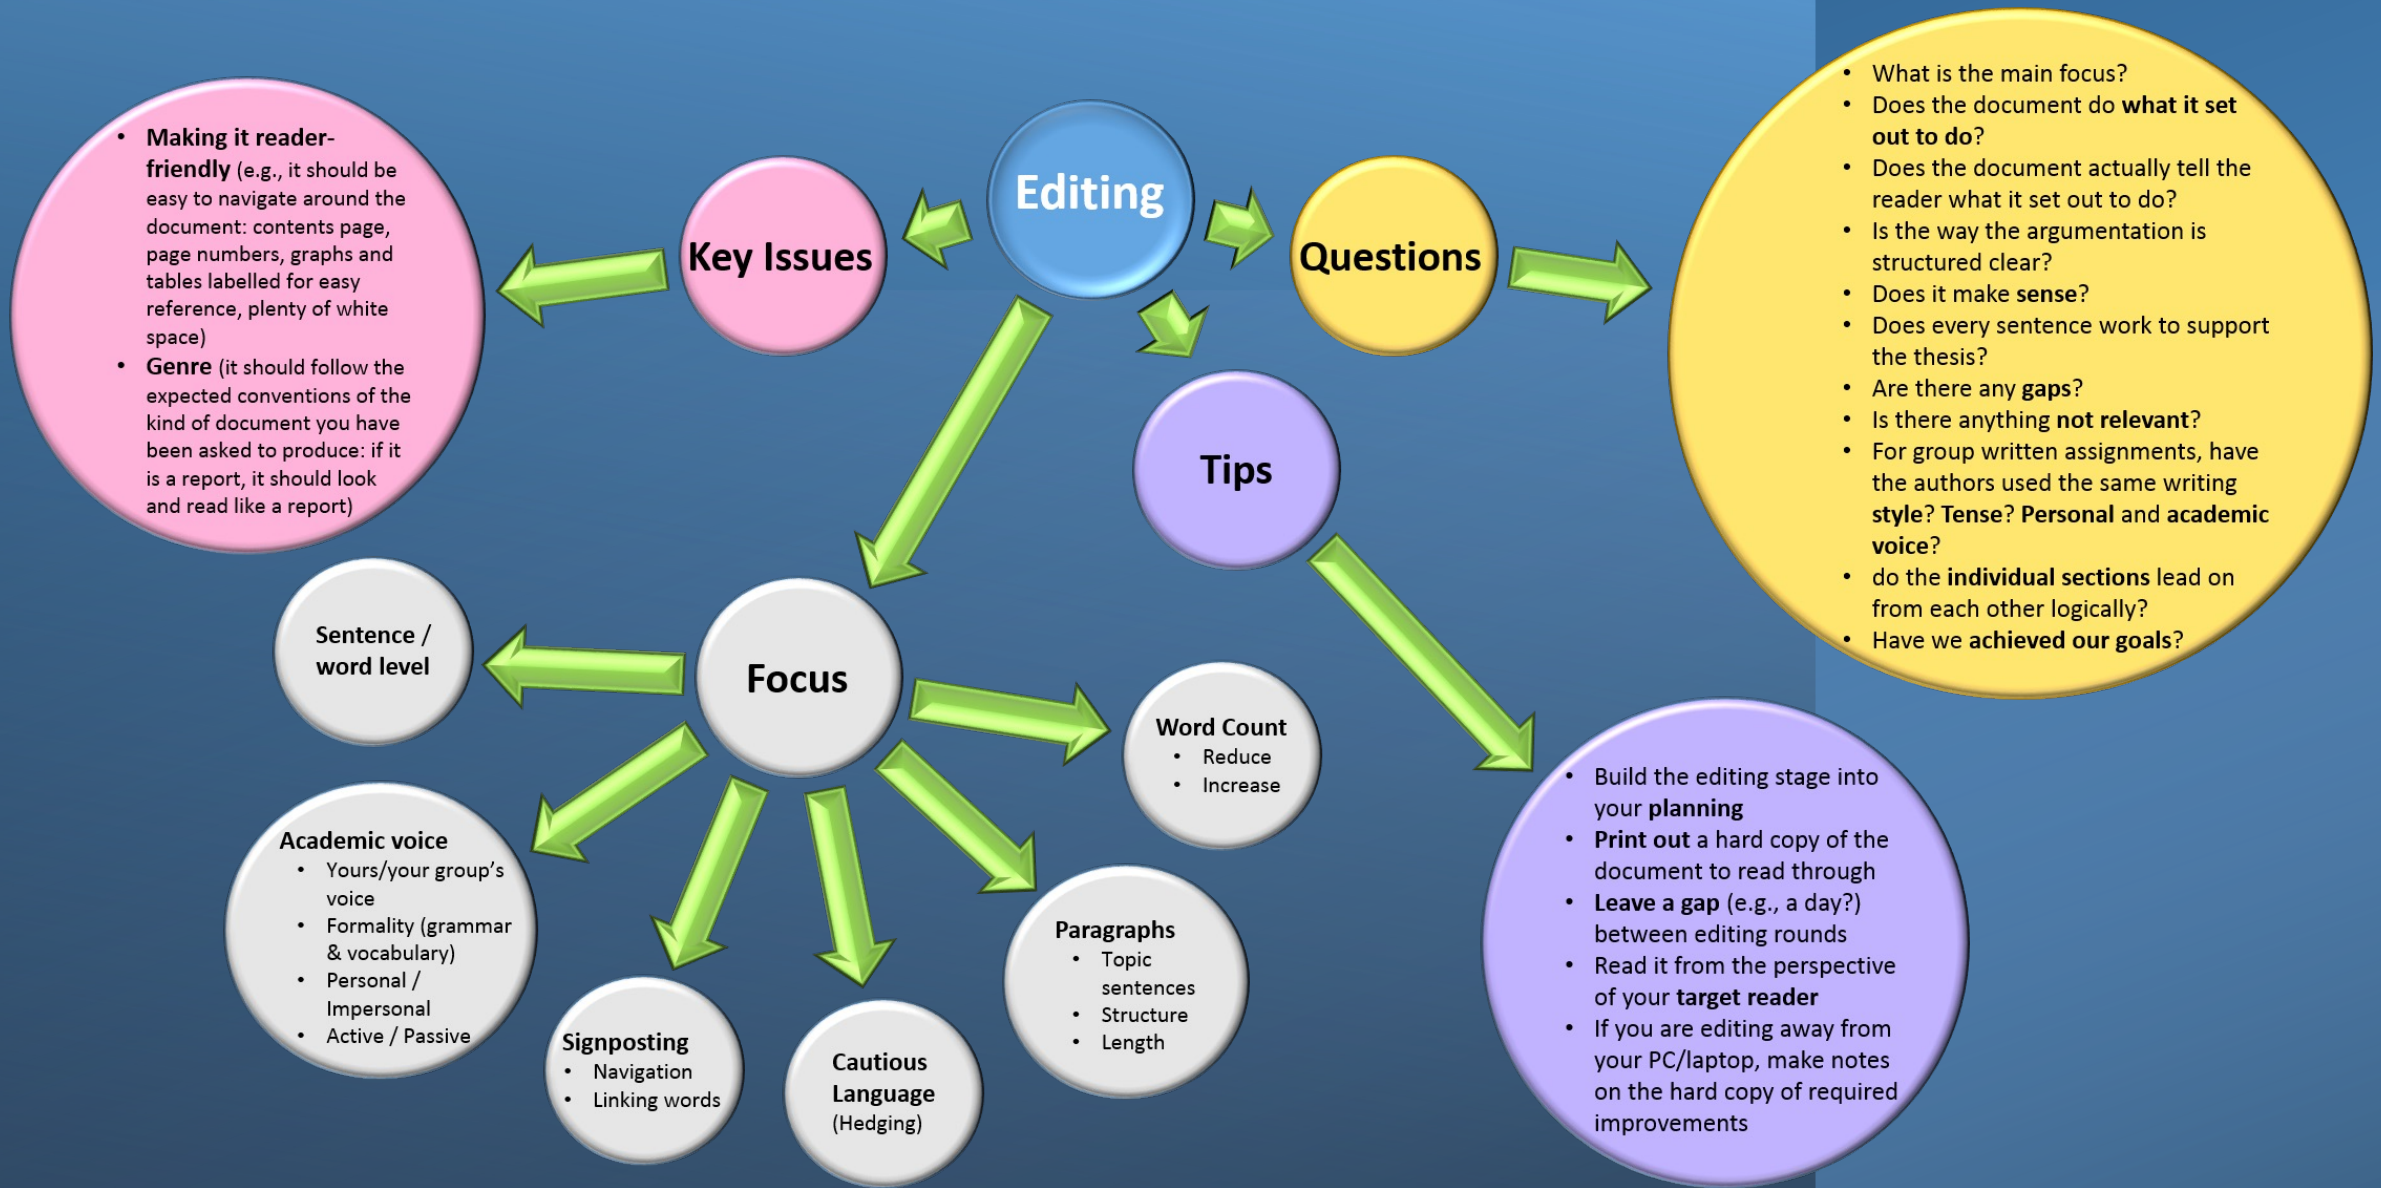 Editing
Key Issues
• Making it reader-
friendly (e.g., it should be
easy to navigate around the
document: contents page,
page numbers, graphs and
tables labelled for easy
reference, plenty of white
space)
• Genre (it should follow the
expected conventions of the
kind of document you have
been asked to produce: if it
is a report, it should look
and read like a report)
Questions
• What is the main focus?
• Does the document do what it set
out to do?
• Does the document actually tell the
reader what it set out to do?
• Is the way the argumentation is
structured clear?
• Does it make sense?
• Does every sentence work to support
the thesis?
• Are there any gaps?
• Is there anything not relevant?
• For group written assignments, have
the authors used the same writing
style? Tense? Personal and academic
voice?
• do the individual sections lead on
from each other logically?
• Have we achieved our goals?
Tips
• Build the editing stage into
your planning
• Print out a hard copy of the
document to read through
• Leave a gap (e.g., a day?)
between editing rounds
• Read it from the perspective
of your target reader
• If you are editing away from
your PC/laptop, make notes
on the hard copy of required
improvements
Focus
Sentence /
word level
Academic voice
• Yours/your group’s
voice
• Formality (grammar
& vocabulary)
• Personal /
Impersonal
• Active / Passive
Signposting
• Navigation
• Linking words
Cautious
Language
(Hedging)
Paragraphs
• Topic
sentences
• Structure
• Length
Word Count
• Reduce
• Increase